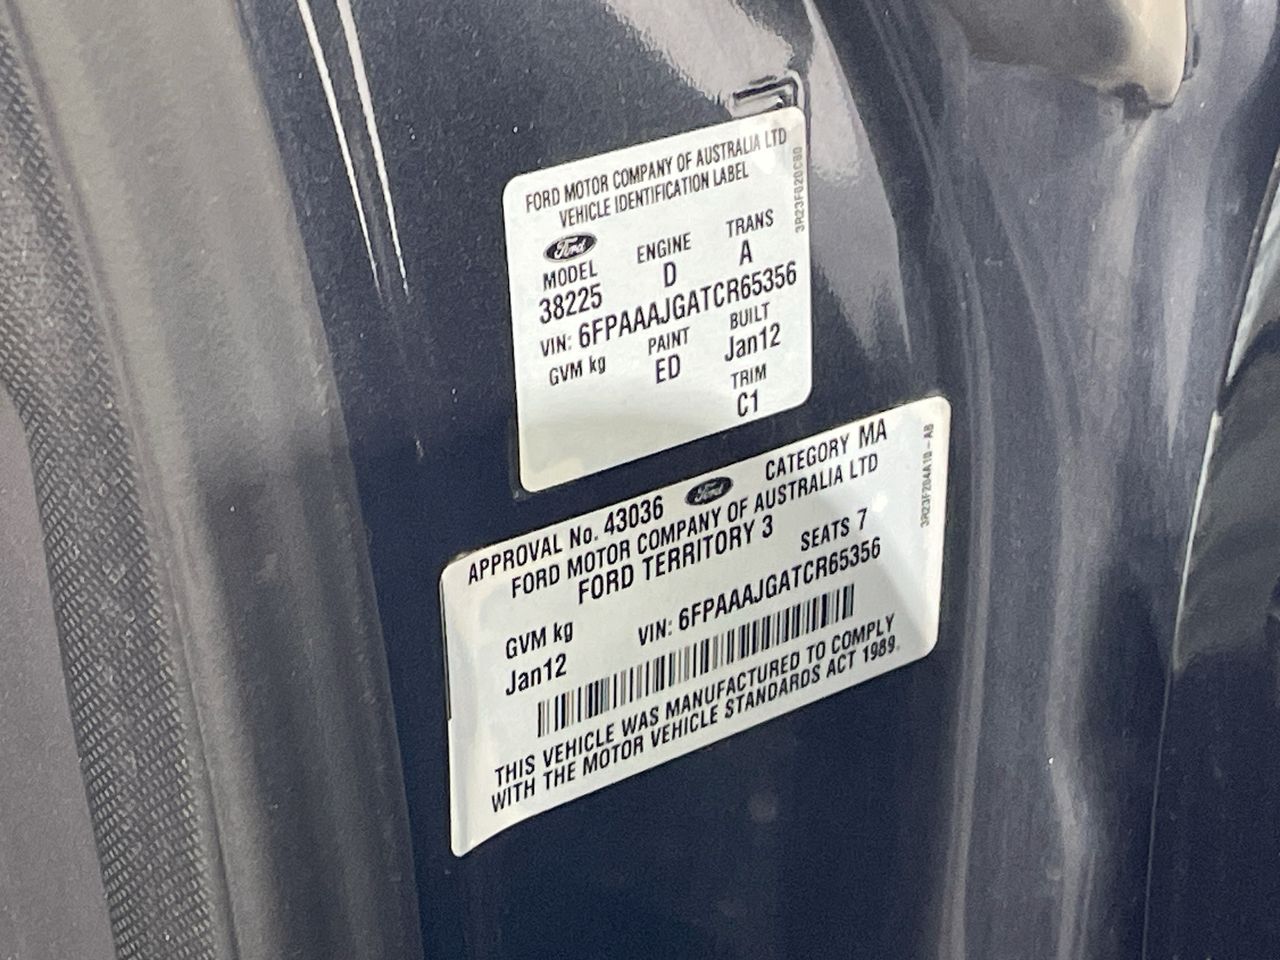 FORD MOTOR COMPANY OF AUSTRALIA LTD
VEHICLE IDENTIFICATION LABEL
Ford
MODEL ENGINE TRANS
38225 D A
VIN: 6FPAAAJGATCR65356
GVM kg PAINT BUILT
ED Jan12
TRIM
C1
3R23F020CBD
APPROVAL No. 43036 Ford CATEGORY MA
FORD MOTOR COMPANY OF AUSTRALIA LTD
FORD TERRITORY 3
SEATS 7
GVM kg VIN: 6FPAAAJGATCR65356
Jan12
THIS VEHICLE WAS MANUFACTURED TO COMPLY
WITH THE MOTOR VEHICLE STANDARDS ACT 1989.
3R23F204A10-AB